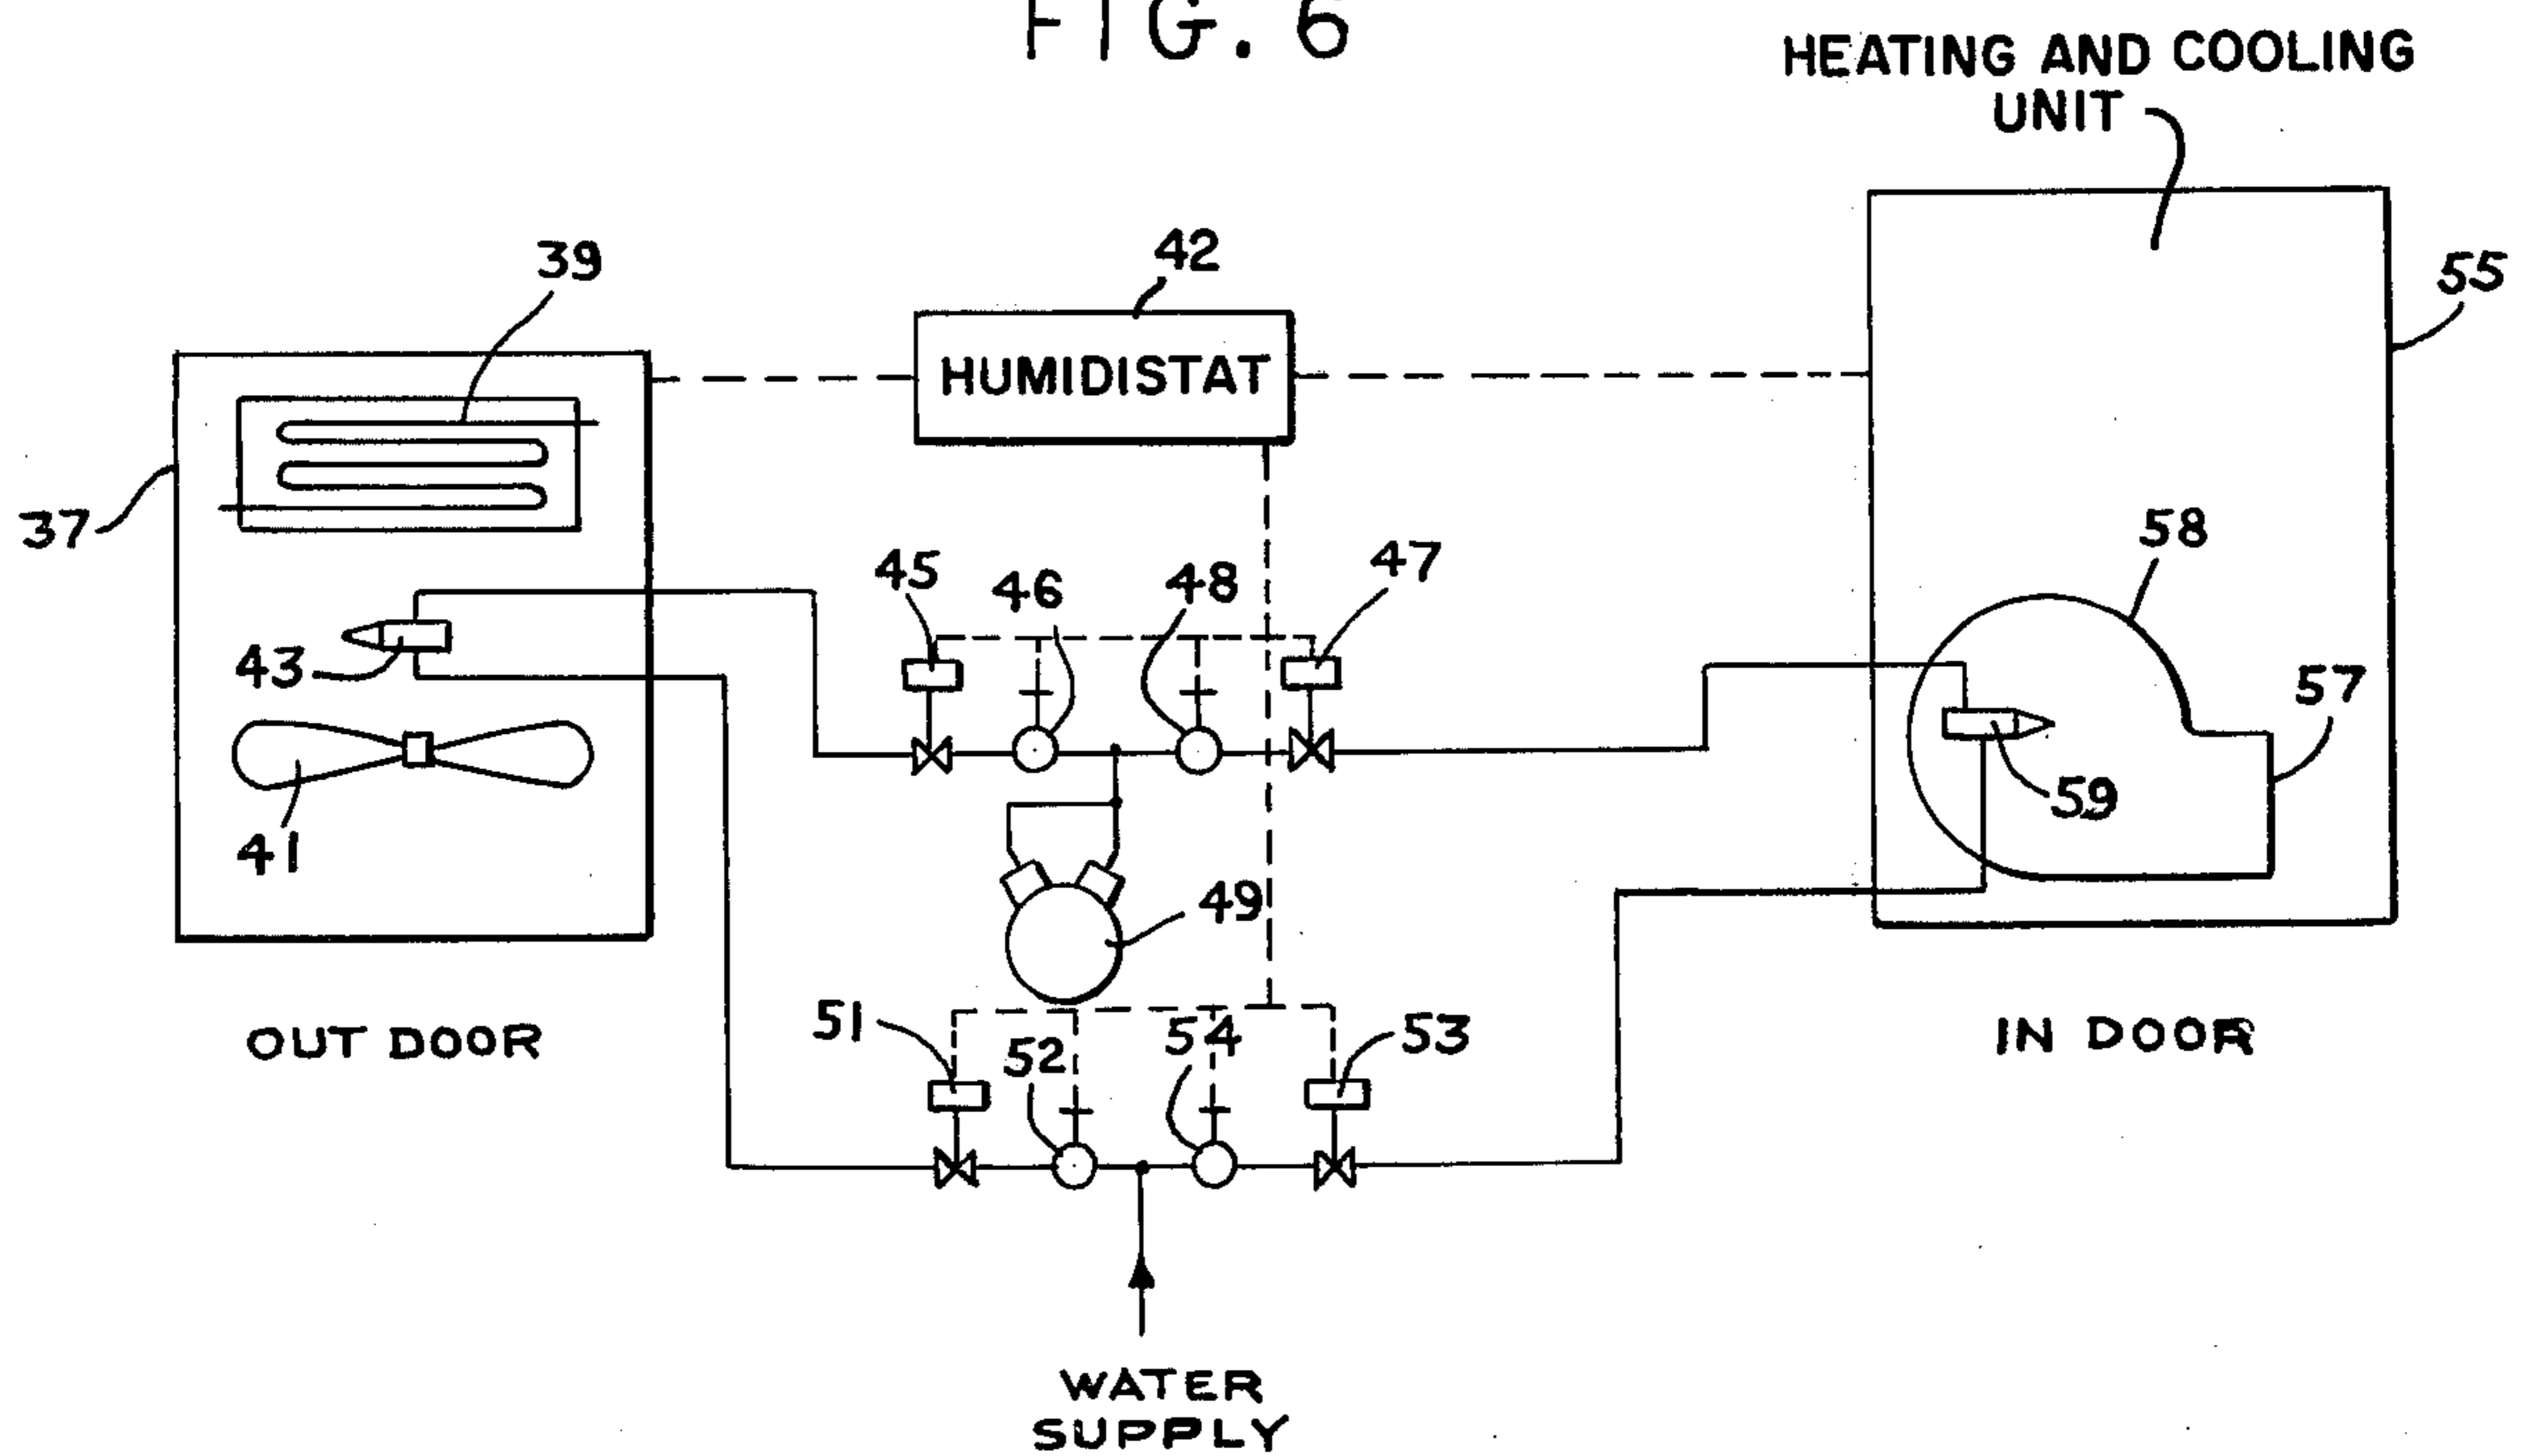 FIG. 6
HEATING AND COOLING
UNIT
39
42
55
HUMIDISTAT
37
58
45
46
48
47
43
57
59
41
49
51
52
54
53
OUT DOOR
IN DOOR
WATER
SUPPLY